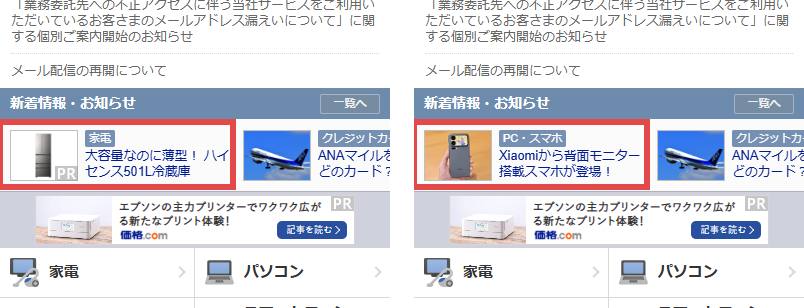 「業務委託先への不正アクセスに伴う当社サービスをご利用い
ただいているお客さまのメールアドレス漏えいについて」に関
する個別ご案内開始のお知らせ
メール配信の再開について
新着情報・お知らせ
一覧へ
家電
大容量なのに薄型！ ハイ
センス501L冷蔵庫
PR
クレジットカー
ANAマイルを
どのカード？
エプソンの主力プリンターでワクワク広が
る新たなプリント体験！
価格.com
記事を読む
PR
家電
パソコン
「業務委託先への不正アクセスに伴う当社サービスをご利用い
ただいているお客さまのメールアドレス漏えいについて」に関
する個別ご案内開始のお知らせ
メール配信の再開について
新着情報・お知らせ
一覧へ
PC・スマホ
Xiaomiから背面モニター
搭載スマホが登場！
クレジットカ
ANAマイルを
どのカード？
エプソンの主力プリンターでワクワク広が
る新たなプリント体験！
価格.com
記事を読む
PR
家電
パソコン